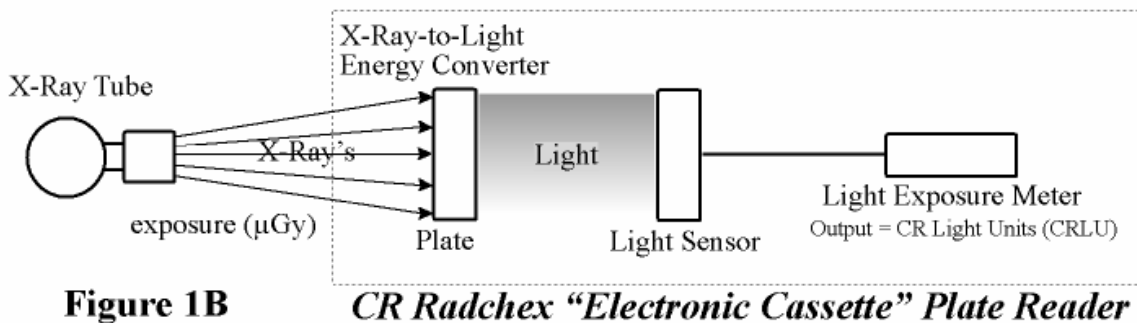 X-Ray-to-Light
Energy Converter
X-Ray Tube
X-Ray's
Light
exposure (µGy)
Plate
Light Sensor
Light Exposure Meter
Output = CR Light Units (CRLU)
Figure 1B
CR Radchex “Electronic Cassette” Plate Reader